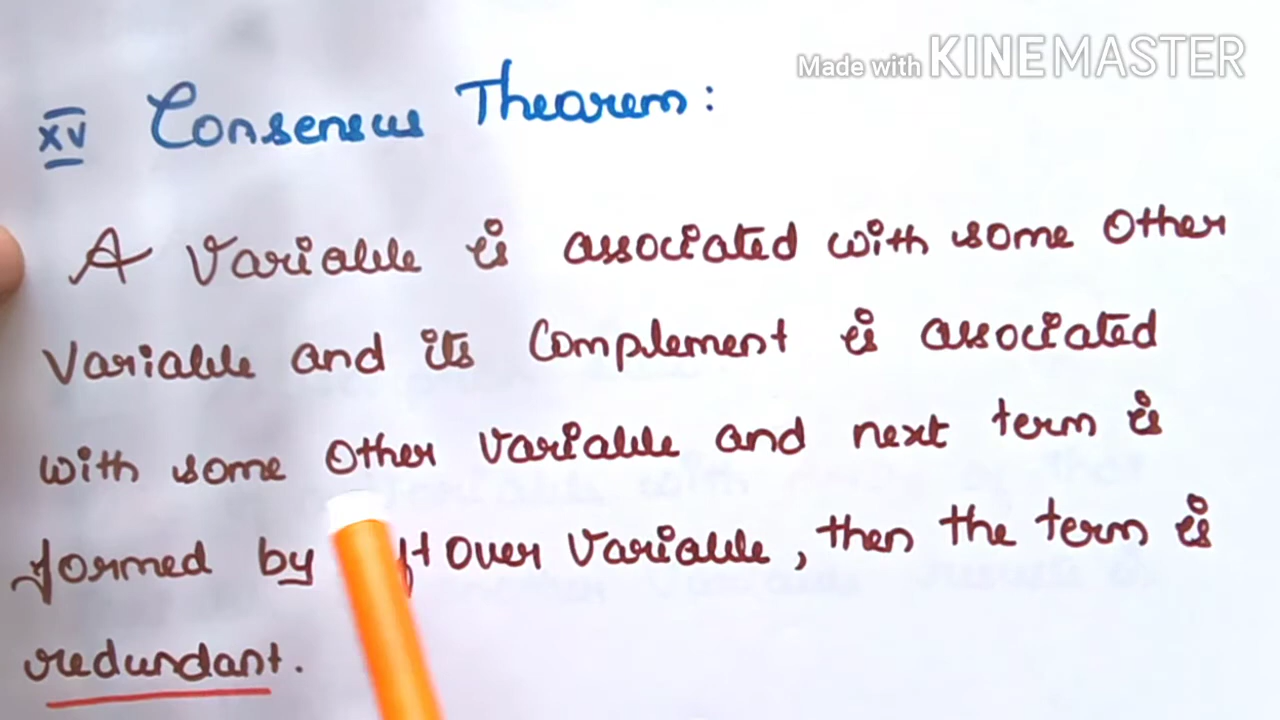 Made with KINEMASTER
XV Consensus Thearem:
A Variable is associated with some other
Variable and its Complement is associated
with some other variable and next term is
formed by over variable, then the term is
redundant.